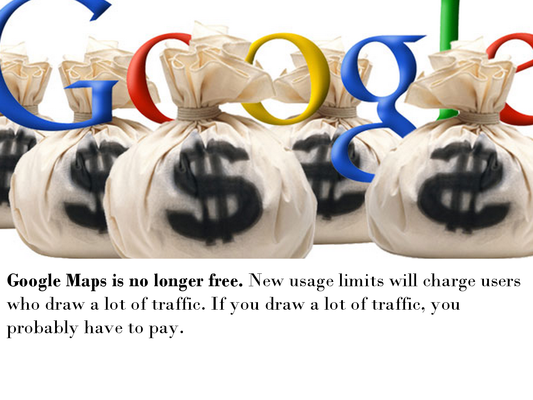 Google
Google Maps is no longer free. New usage limits will charge users
who draw a lot of traffic. If you draw a lot of traffic, you
probably have to pay.